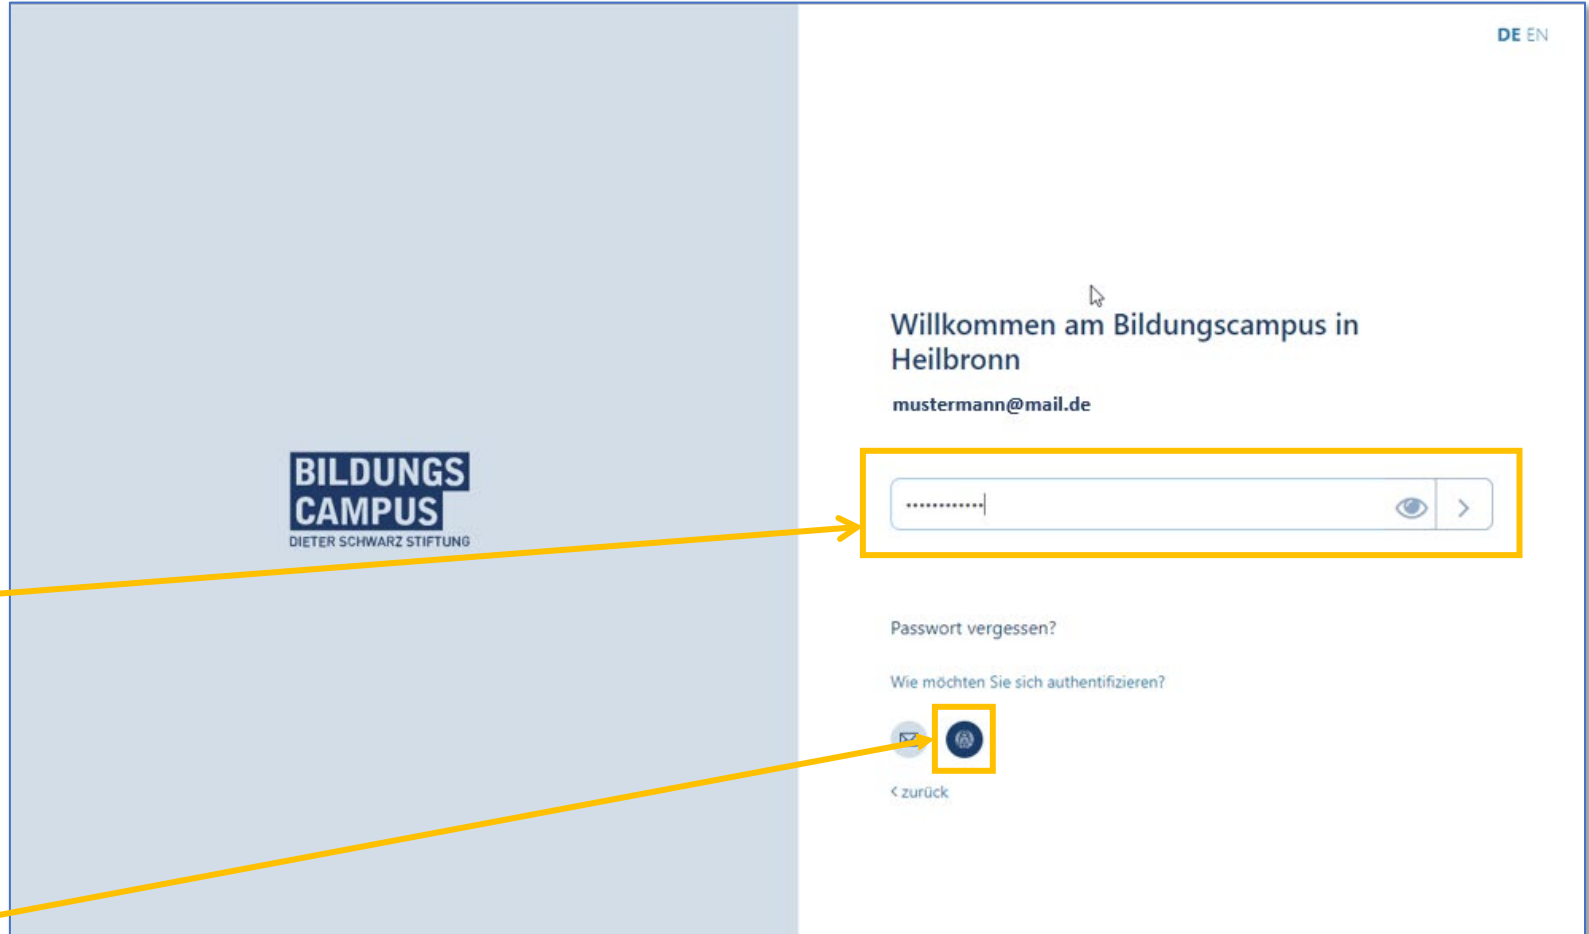 DE EN
Willkommen am Bildungscampus in
Heilbronn
mustermann@mail.de
BILDUNGS
CAMPUS
DIETER SCHWARZ STIFTUNG
••••••••••••
Passwort vergessen?
Wie möchten Sie sich authentifizieren?
< zurück